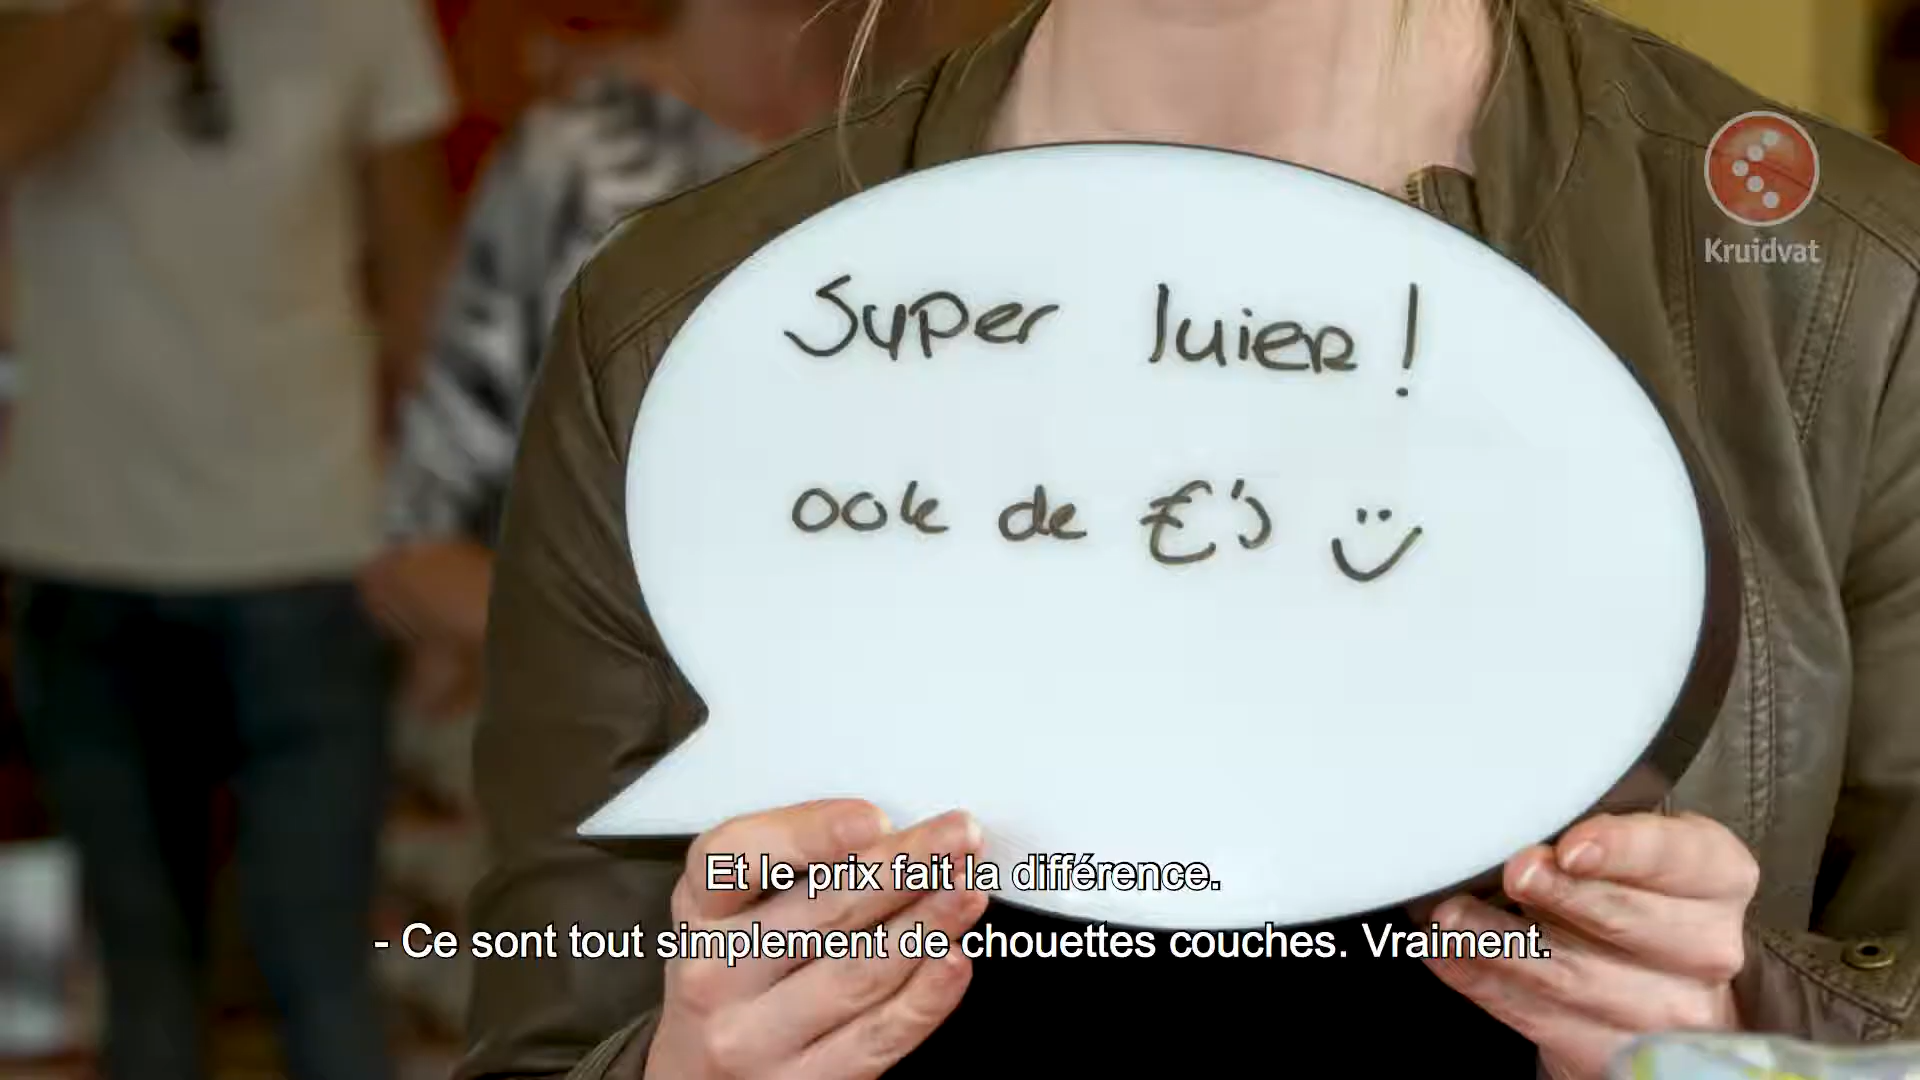 Kruidvat
Super luier!
ook de €'s
Et le prix fait la différence.
- Ce sont tout simplement de chouettes couches. Vraiment.